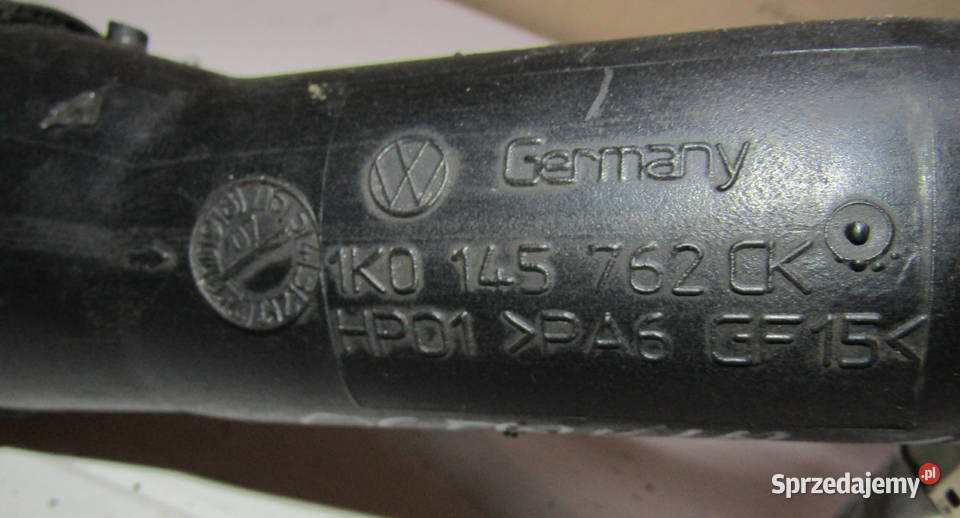 Germany
1K0 145 762 CK
HP01 >PA6 GF15<
Sprzedajemy.pl